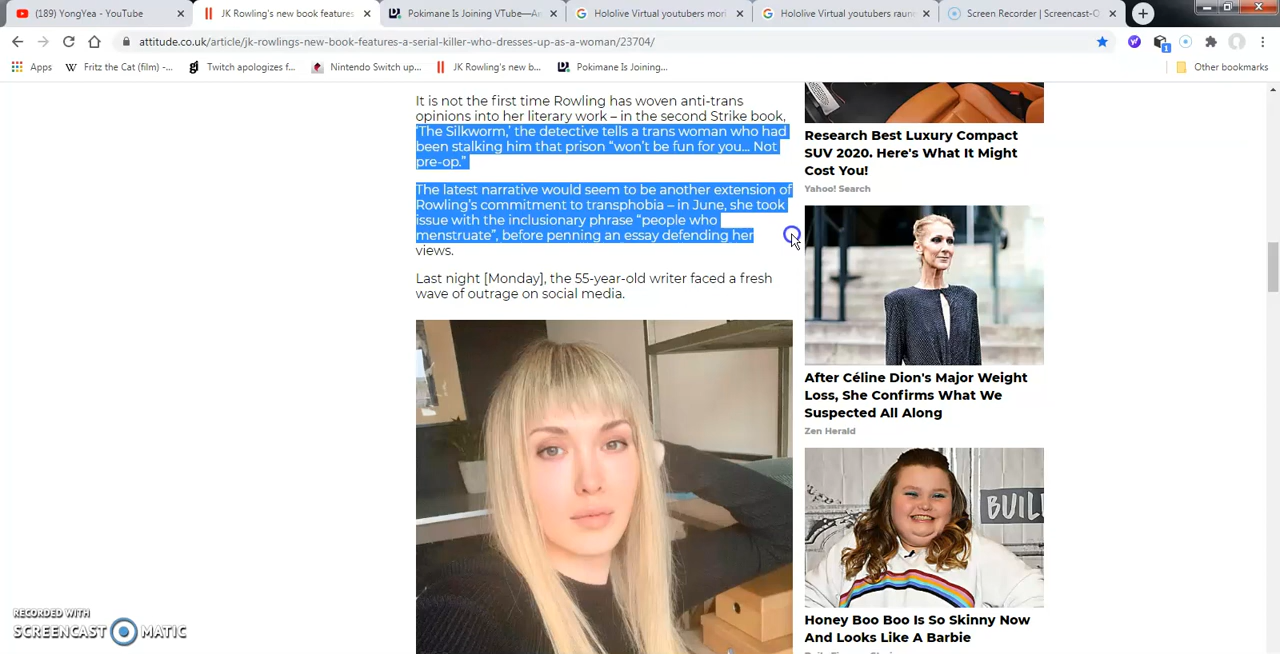 (189) YongYea - YouTube
JK Rowling's new book features
Pokimane Is Joining VTube—An
Hololive Virtual youtubers mori
Hololive Virtual youtubers raun
Screen Recorder | Screencast-O
attitude.co.uk/article/jk-rowlings-new-book-features-a-serial-killer-who-dresses-up-as-a-woman/23704/
Apps
Fritz the Cat (film) -...
Twitch apologizes f...
Nintendo Switch up...
JK Rowling's new b...
Pokimane Is Joining...
Other bookmarks
It is not the first time Rowling has woven anti-trans
opinions into her literary work – in the second Strike book,
'The Silkworm,' the detective tells a trans woman who had
been stalking him that prison “won't be fun for you... Not
pre-op.”
The latest narrative would seem to be another extension of
Rowling's commitment to transphobia – in June, she took
issue with the inclusionary phrase “people who
menstruate”, before penning an essay defending her
views.
Last night [Monday], the 55-year-old writer faced a fresh
wave of outrage on social media.
Research Best Luxury Compact
SUV 2020. Here's What It Might
Cost You!
Yahoo! Search
After Céline Dion's Major Weight
Loss, She Confirms What We
Suspected All Along
Zen Herald
BUIL
Honey Boo Boo Is So Skinny Now
And Looks Like A Barbie
RECORDED WITH
SCREENCAST MATIC